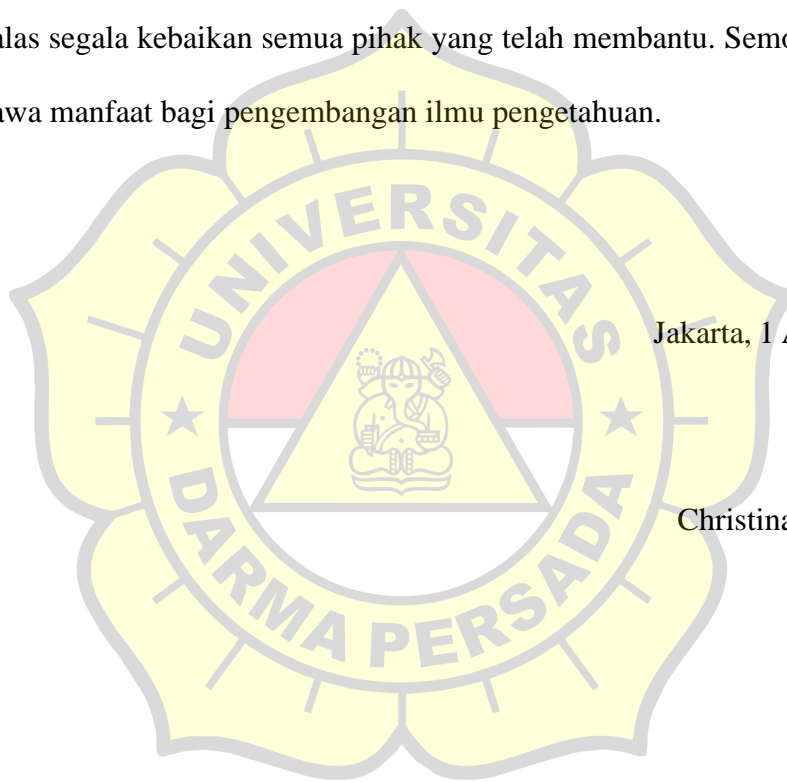 alas segala kebaikan semua pihak yang telah membantu. Semo
awa manfaat bagi pengembangan ilmu pengetahuan.
UNIVERSITAS
Jakarta, 1 A
Christina
DARMA PERSADA